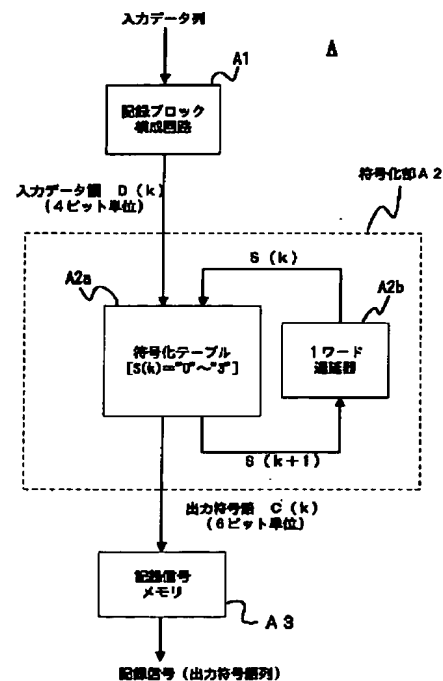 入力データ列
A
A1
記録ブロック
構成回路
入力データ語 D(k)
(4ビット単位)
符号化部A2
S(k)
A2a
A2b
符号化テーブル
[S(k)="0"~"3"]
1ワード
遅延器
S(k+1)
出力符号語 C(k)
(6ビット単位)
記録信号
メモリ
A3
記録信号(出力符号語列)